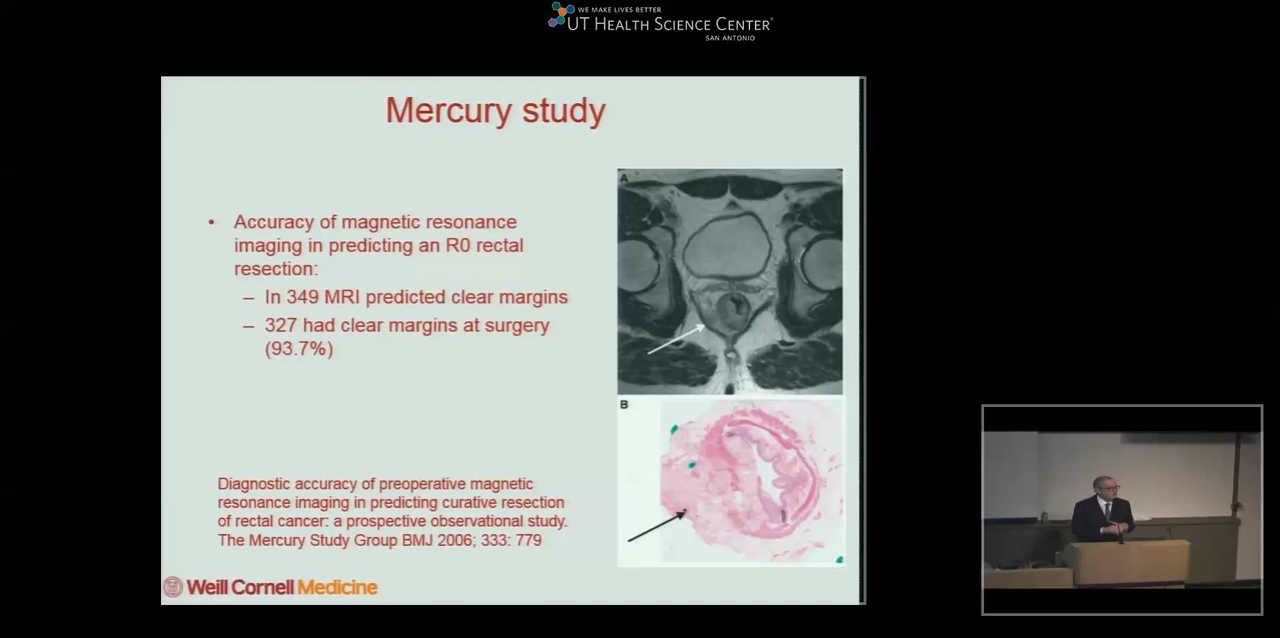 WE MAKE LIVES BETTER
UT HEALTH SCIENCE CENTER®
SAN ANTONIO
Mercury study
• Accuracy of magnetic resonance
imaging in predicting an R0 rectal
resection:
– In 349 MRI predicted clear margins
– 327 had clear margins at surgery
(93.7%)
A
B
Diagnostic accuracy of preoperative magnetic
resonance imaging in predicting curative resection
of rectal cancer: a prospective observational study.
The Mercury Study Group BMJ 2006; 333: 779
Weill Cornell Medicine